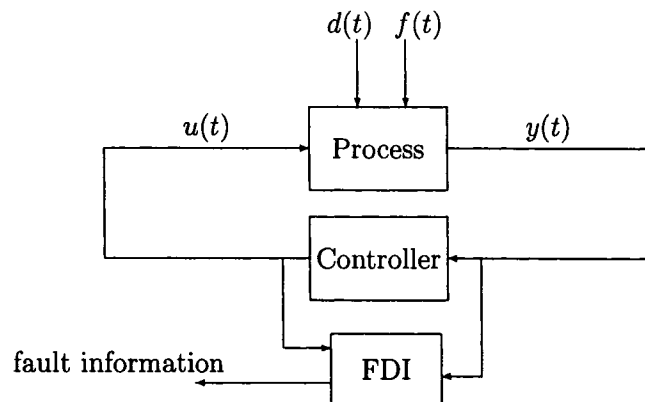 d(t) f(t)
u(t)
Process
y(t)
Controller
fault information
FDI